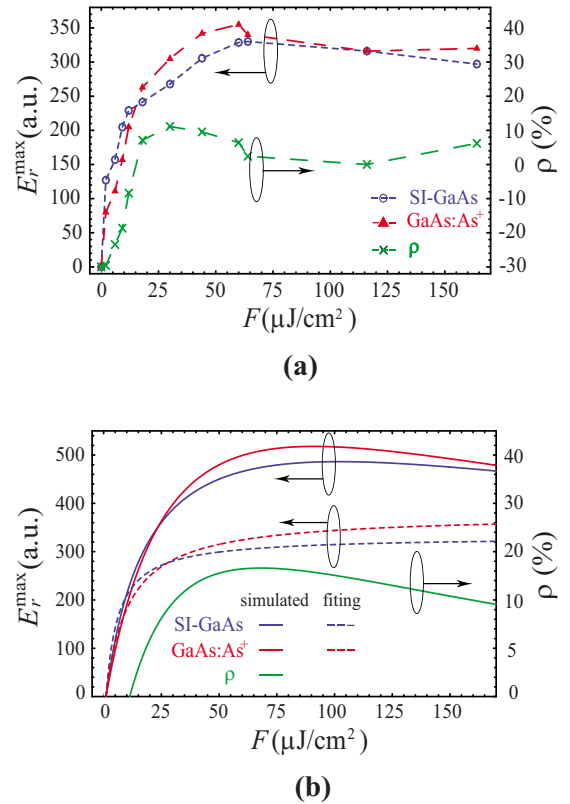 350
300
250
200
150
100
50
0
E_r^max (a.u.)
40
30
20
10
0
-10
-20
-30
ρ (%)
SI-GaAs
GaAs:As⁺
ρ
0 25 50 75 100 125 150
F (μJ/cm²)
(a)
500
400
300
200
100
0
E_r^max (a.u.)
40
30
20
10
5
0
ρ (%)
simulated fitting
SI-GaAs
GaAs:As⁺
ρ
0 25 50 75 100 125 150
F (μJ/cm²)
(b)